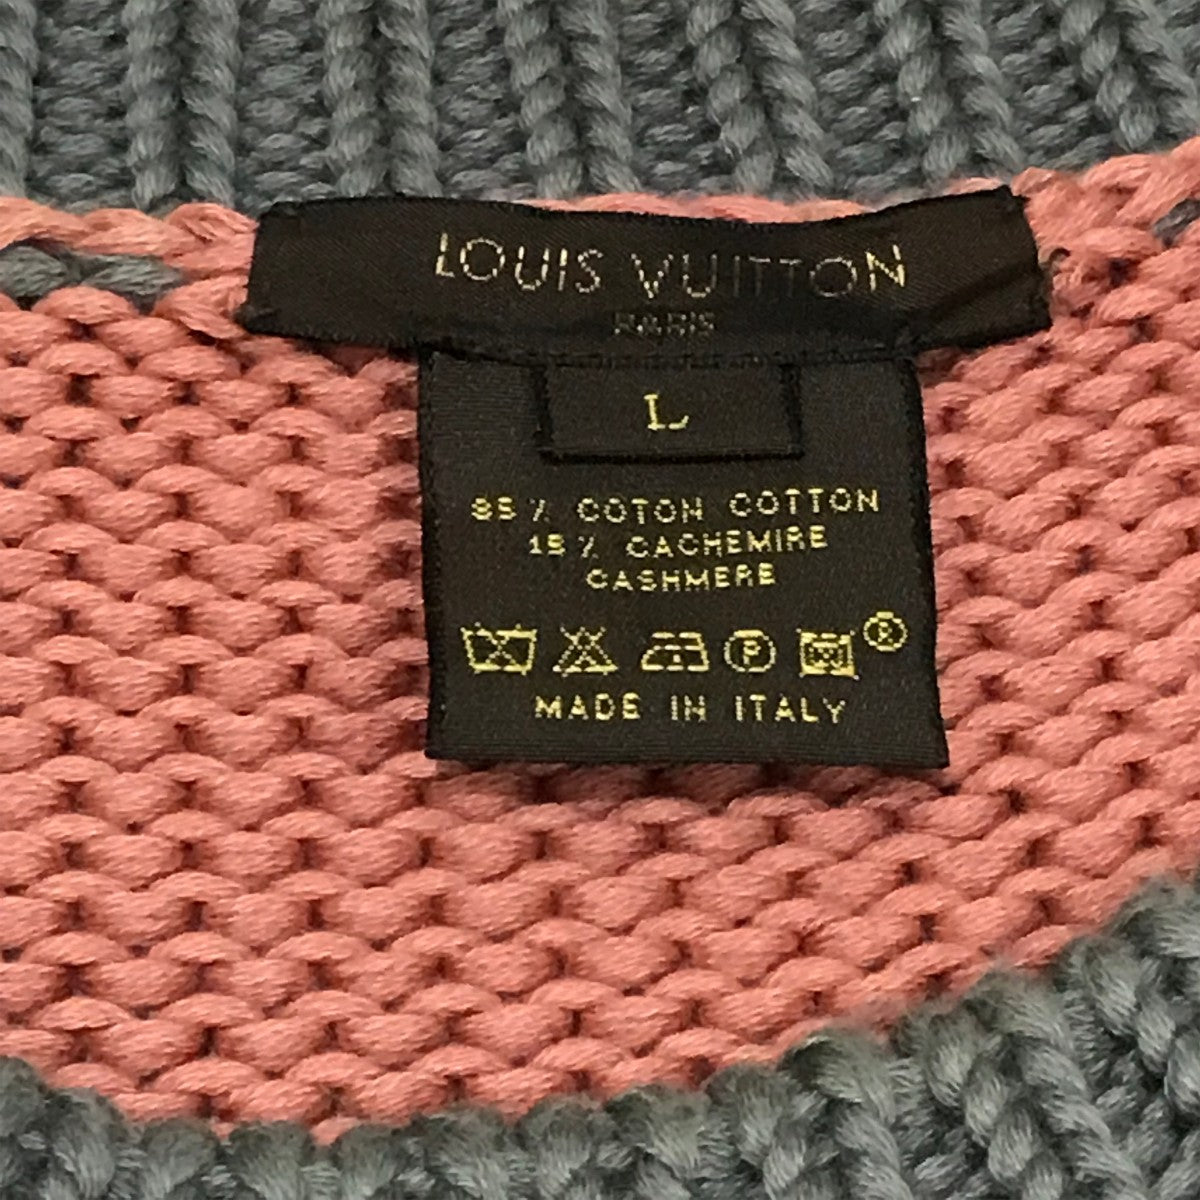 LOUIS VUITTON
PARIS
L
85 % COTON COTTON
15 % CACHEMIRE
CASHMERE
P ®
MADE IN ITALY